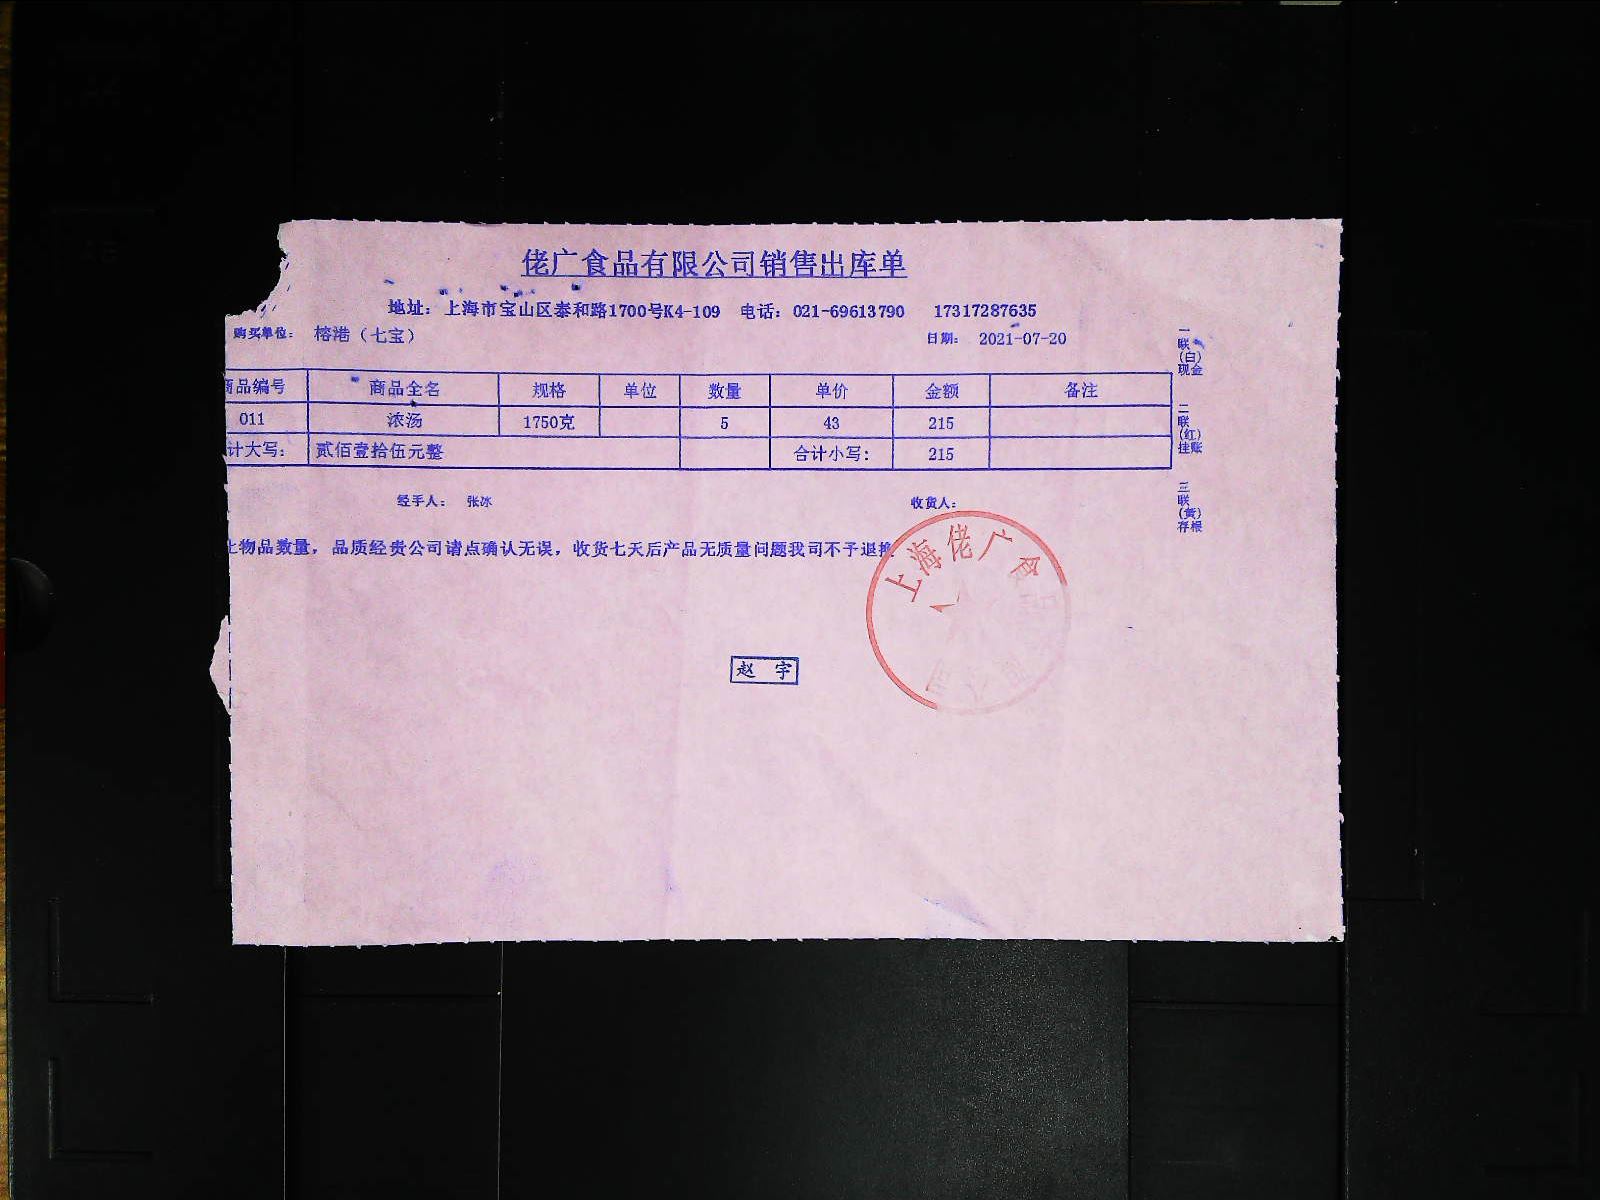 佬广食品有限公司销售出库单
地址：上海市宝山区泰和路1700号K4-109 电话：021-69613790 17317287635
购买单位： 榕港（七宝） 日期： 2021-07-20
商品编号 商品全名 规格 单位 数量 单价 金额 备注
011 浓汤 1750克 5 43 215
计大写： 贰佰壹拾伍元整 合计小写： 215
经手人： 张冰 收货人：
上物品数量，品质经贵公司请点确认无误，收货七天后产品无质量问题我司不予退换
一联(白)现金
二联(红)挂账
三联(黄)存根
上海佬广食品
赵宇